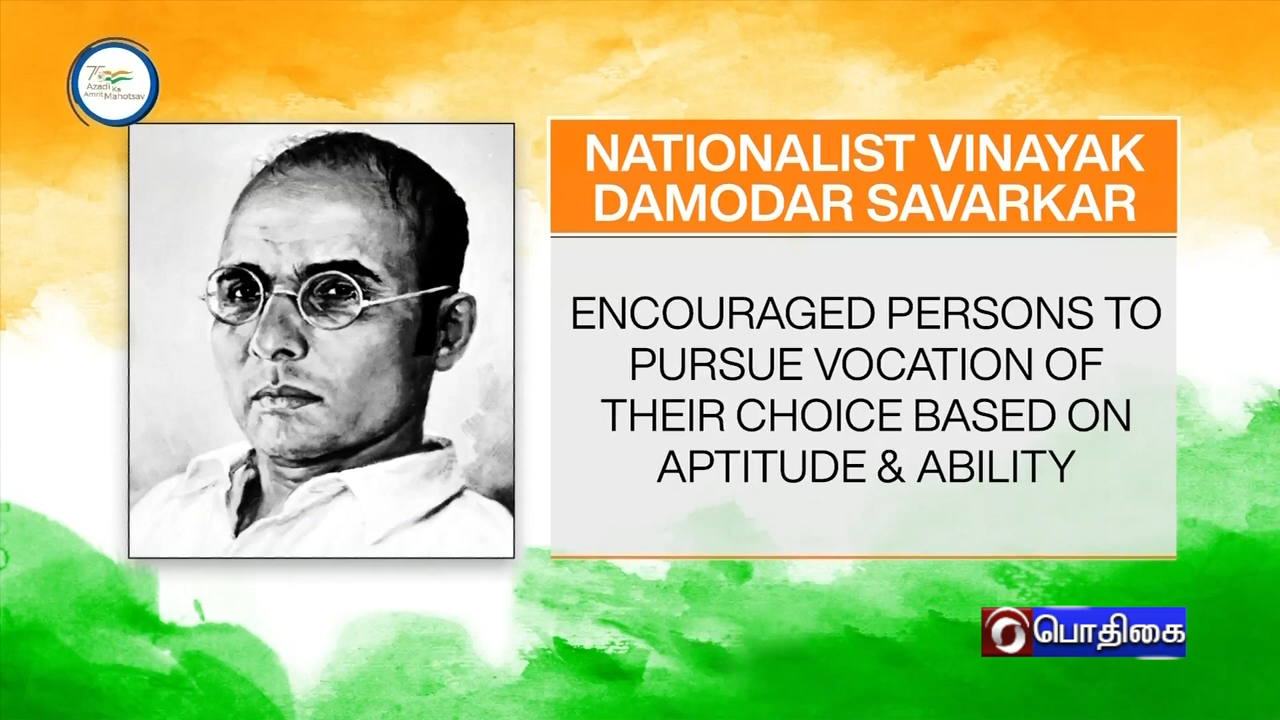 75
Azadi
Ka
Amrit Mahotsav
NATIONALIST VINAYAK
DAMODAR SAVARKAR
ENCOURAGED PERSONS TO
PURSUE VOCATION OF
THEIR CHOICE BASED ON
APTITUDE & ABILITY
பொதிகை